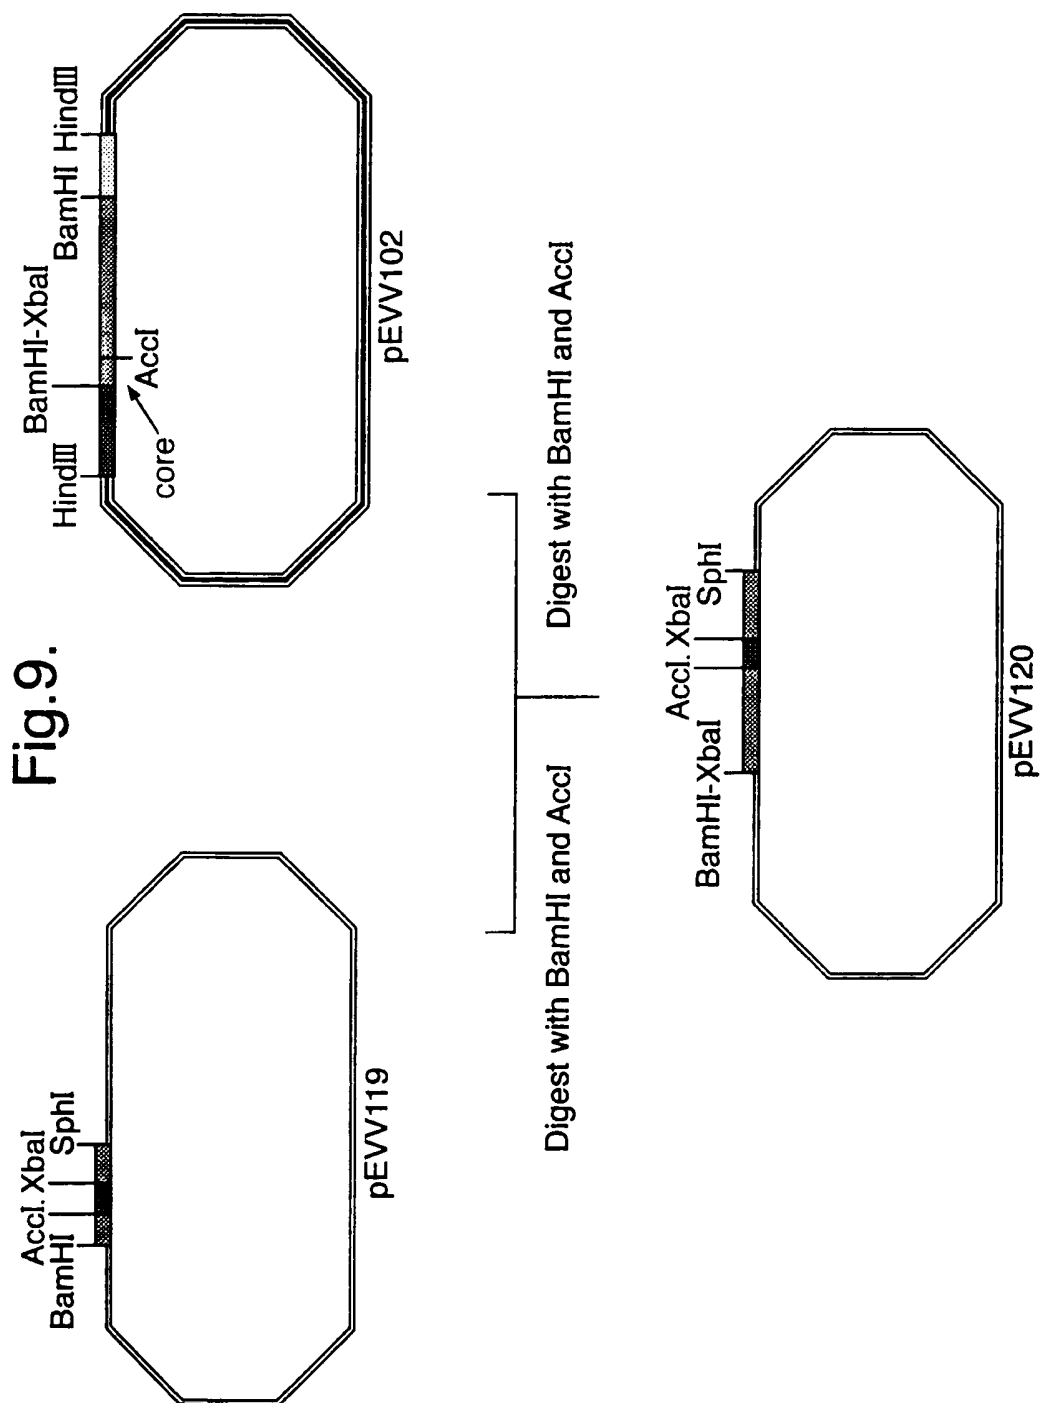 Fig.9.
AccI. XbaI
BamHI SphI
pEVV119
BamHI-XbaI
HindIII BamHI HindIII
AccI
core
pEVV102
Digest with BamHI and AccI
Digest with BamHI and AccI
AccI. XbaI
BamHI-XbaI SphI
pEVV120